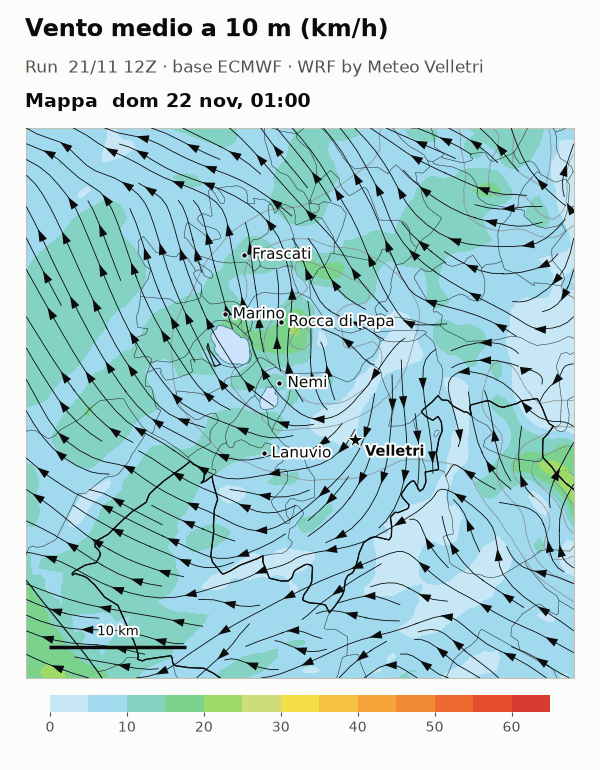 Vento medio a 10 m (km/h)
Run 21/11 12Z · base ECMWF · WRF by Meteo Velletri
Mappa dom 22 nov, 01:00
Frascati
Marino
Rocca di Papa
Nemi
Velletri
Lanuvio
10 km
0 10 20 30 40 50 60